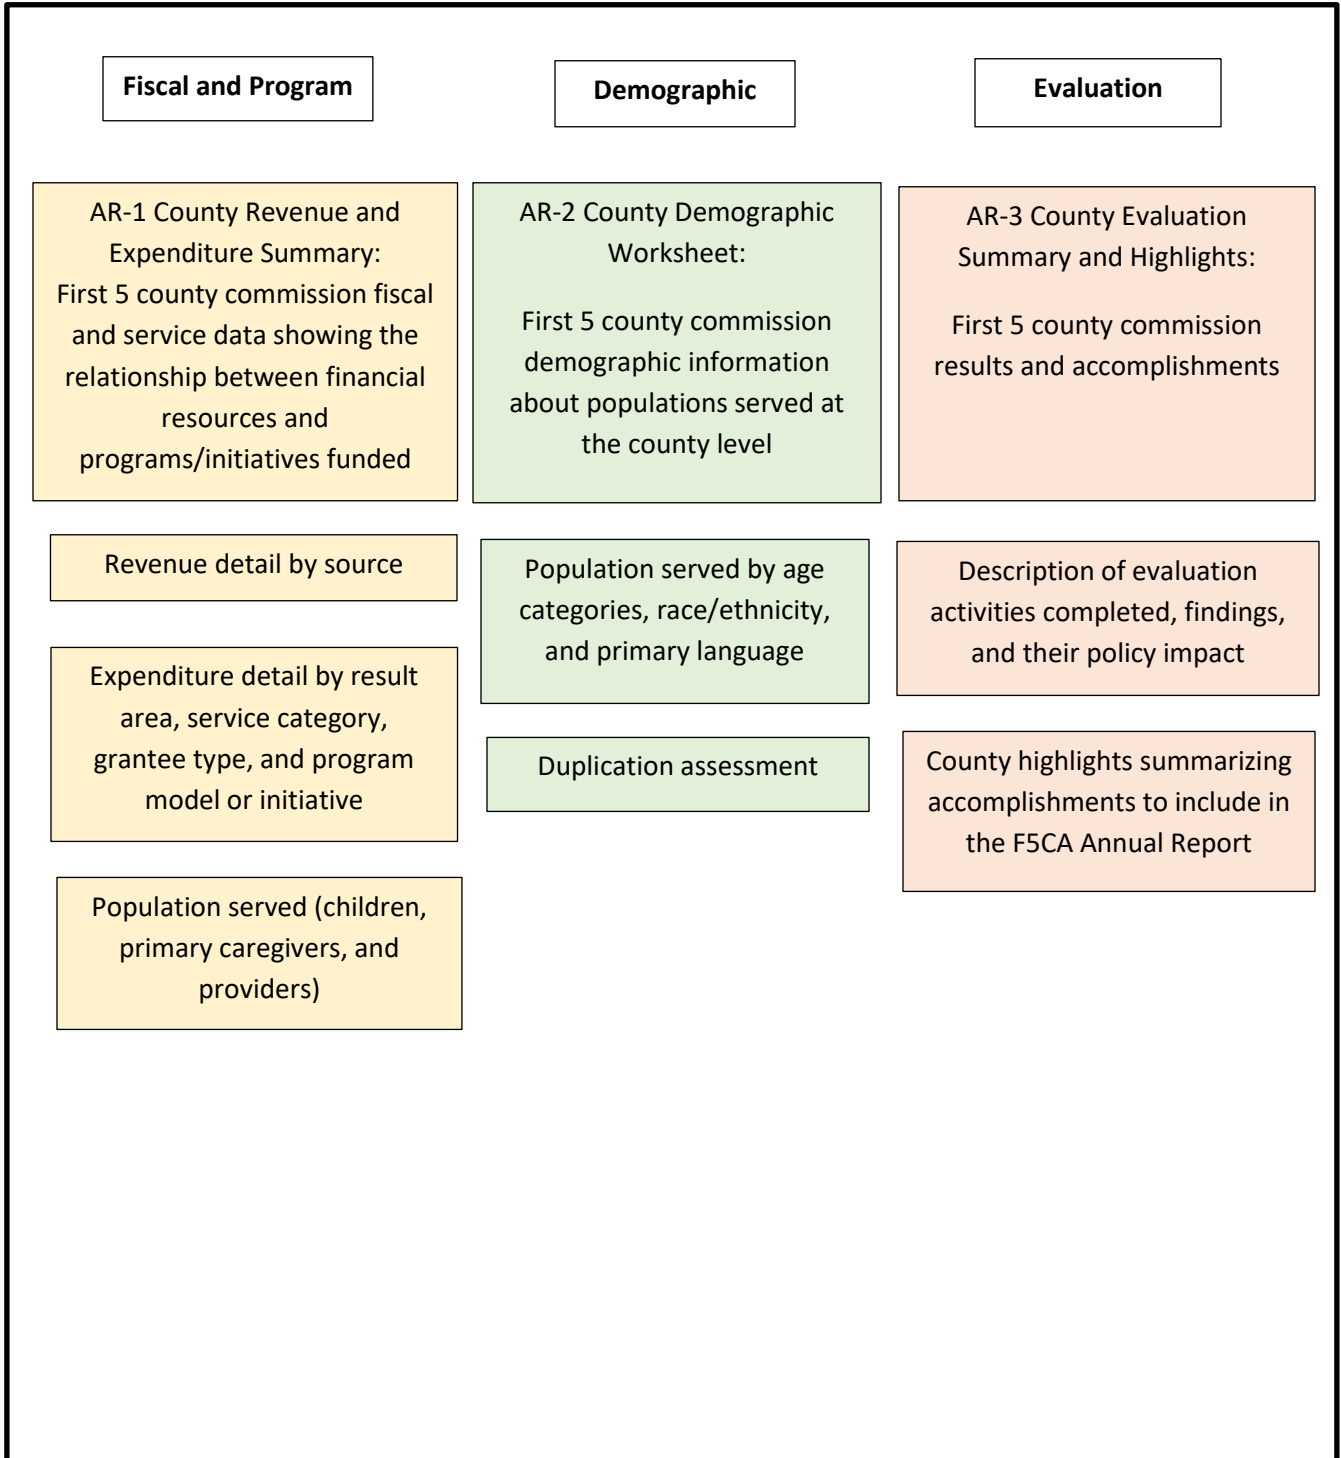 Fiscal and Program
Demographic
Evaluation
AR-1 County Revenue and
Expenditure Summary:
First 5 county commission fiscal
and service data showing the
relationship between financial
resources and
programs/initiatives funded
Revenue detail by source
Expenditure detail by result
area, service category,
grantee type, and program
model or initiative
Population served (children,
primary caregivers, and
providers)
AR-2 County Demographic
Worksheet:
First 5 county commission
demographic information
about populations served at
the county level
Population served by age
categories, race/ethnicity,
and primary language
Duplication assessment
AR-3 County Evaluation
Summary and Highlights:
First 5 county commission
results and accomplishments
Description of evaluation
activities completed, findings,
and their policy impact
County highlights summarizing
accomplishments to include in
the F5CA Annual Report